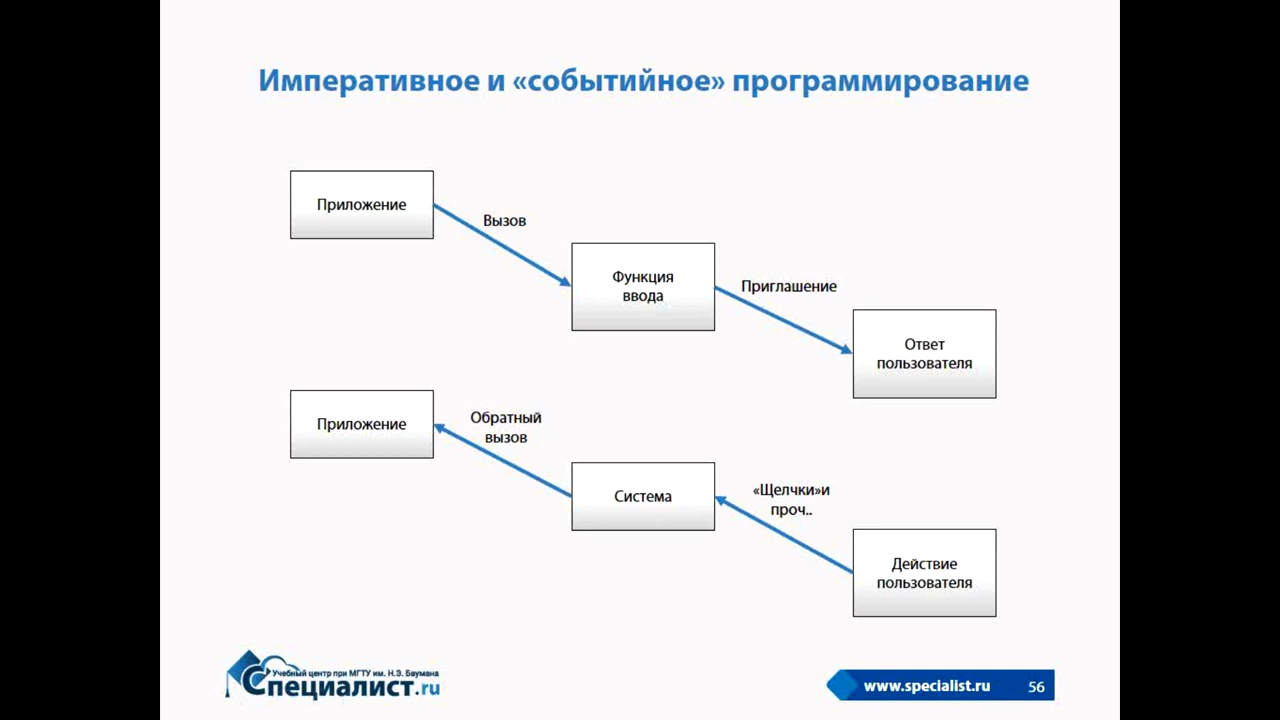 Императивное и «событийное» программирование
Приложение
Вызов
Функция
ввода
Приглашение
Ответ
пользователя
Приложение
Обратный
вызов
Система
«Щелчки»и
проч..
Действие
пользователя
Учебный центр при МГТУ им. Н.Э. Баумана
Специалист.ru
www.specialist.ru
56